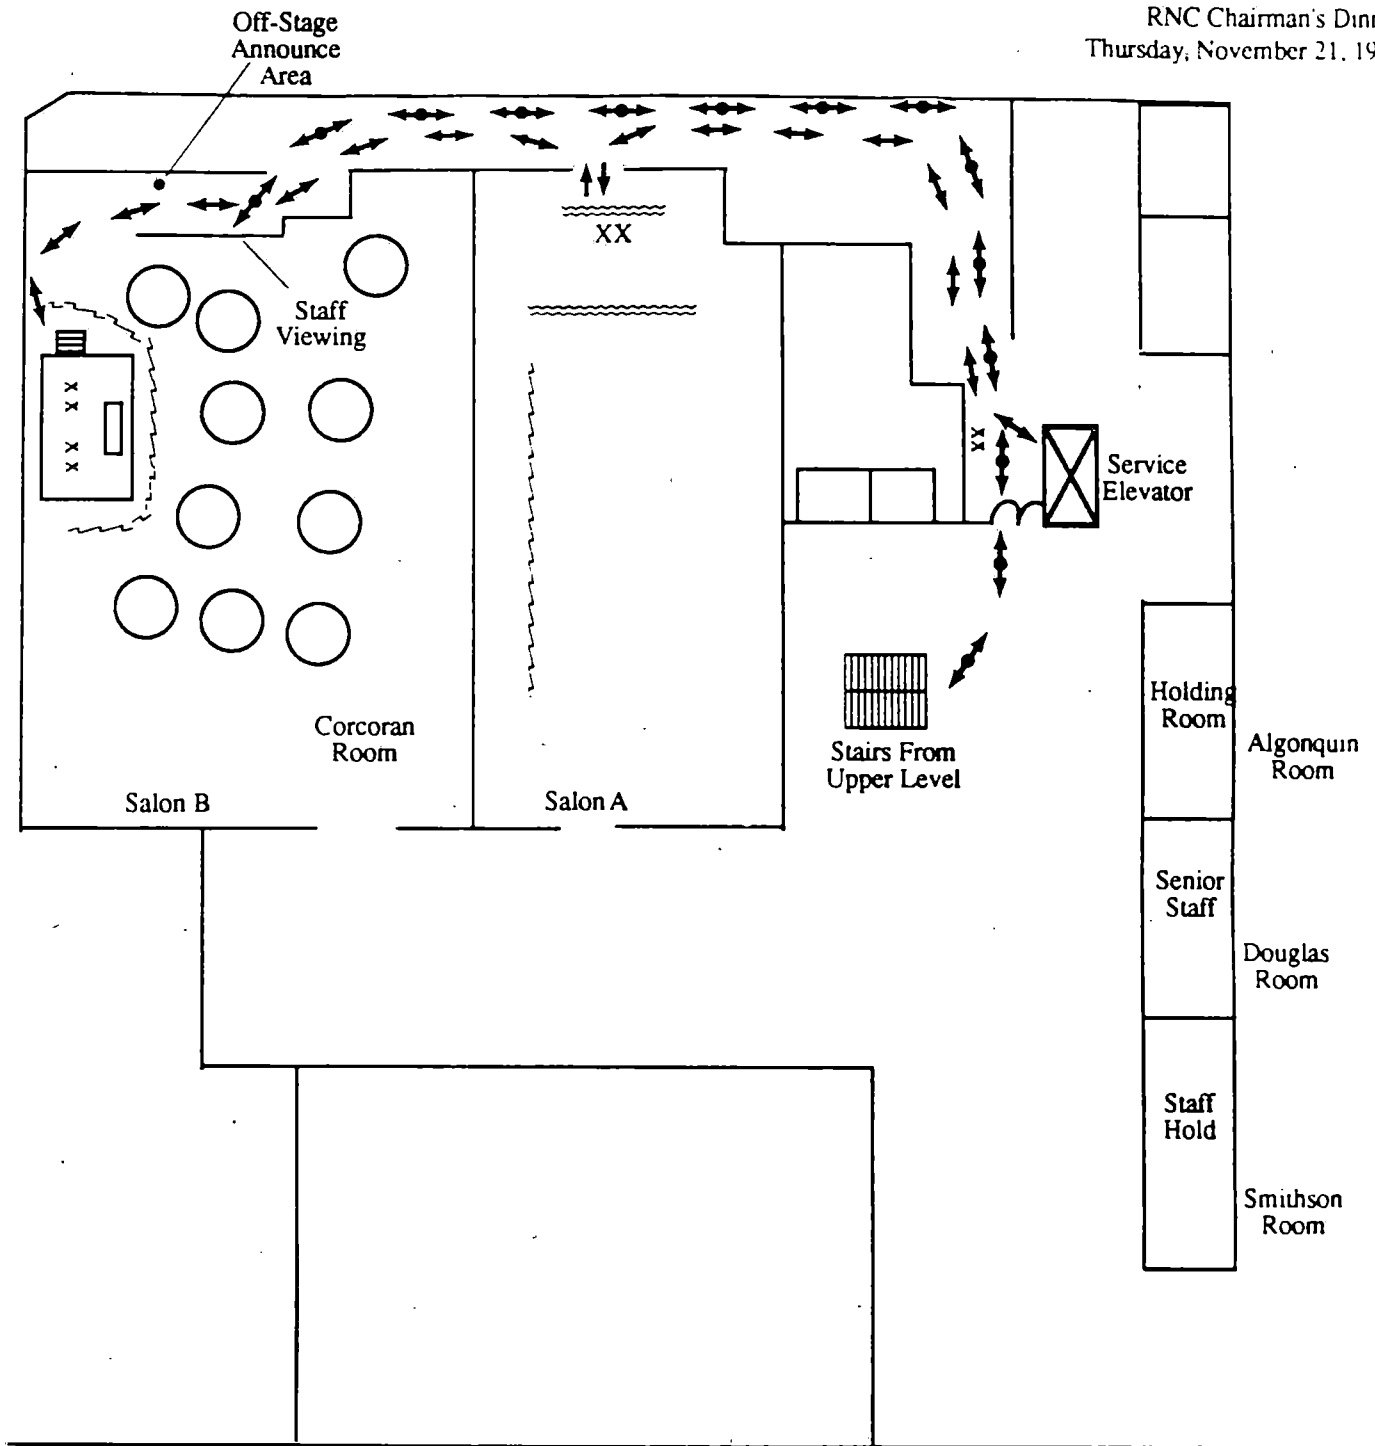 RNC Chairman's Dinn
Thursday, November 21, 19
Off-Stage
Announce
Area
XX
Staff
Viewing
X
X
X
X
XX
Service
Elevator
Holding
Room
Algonquin
Room
Corcoran
Room
Stairs From
Upper Level
Salon B
Salon A
Senior
Staff
Douglas
Room
Staff
Hold
Smithson
Room